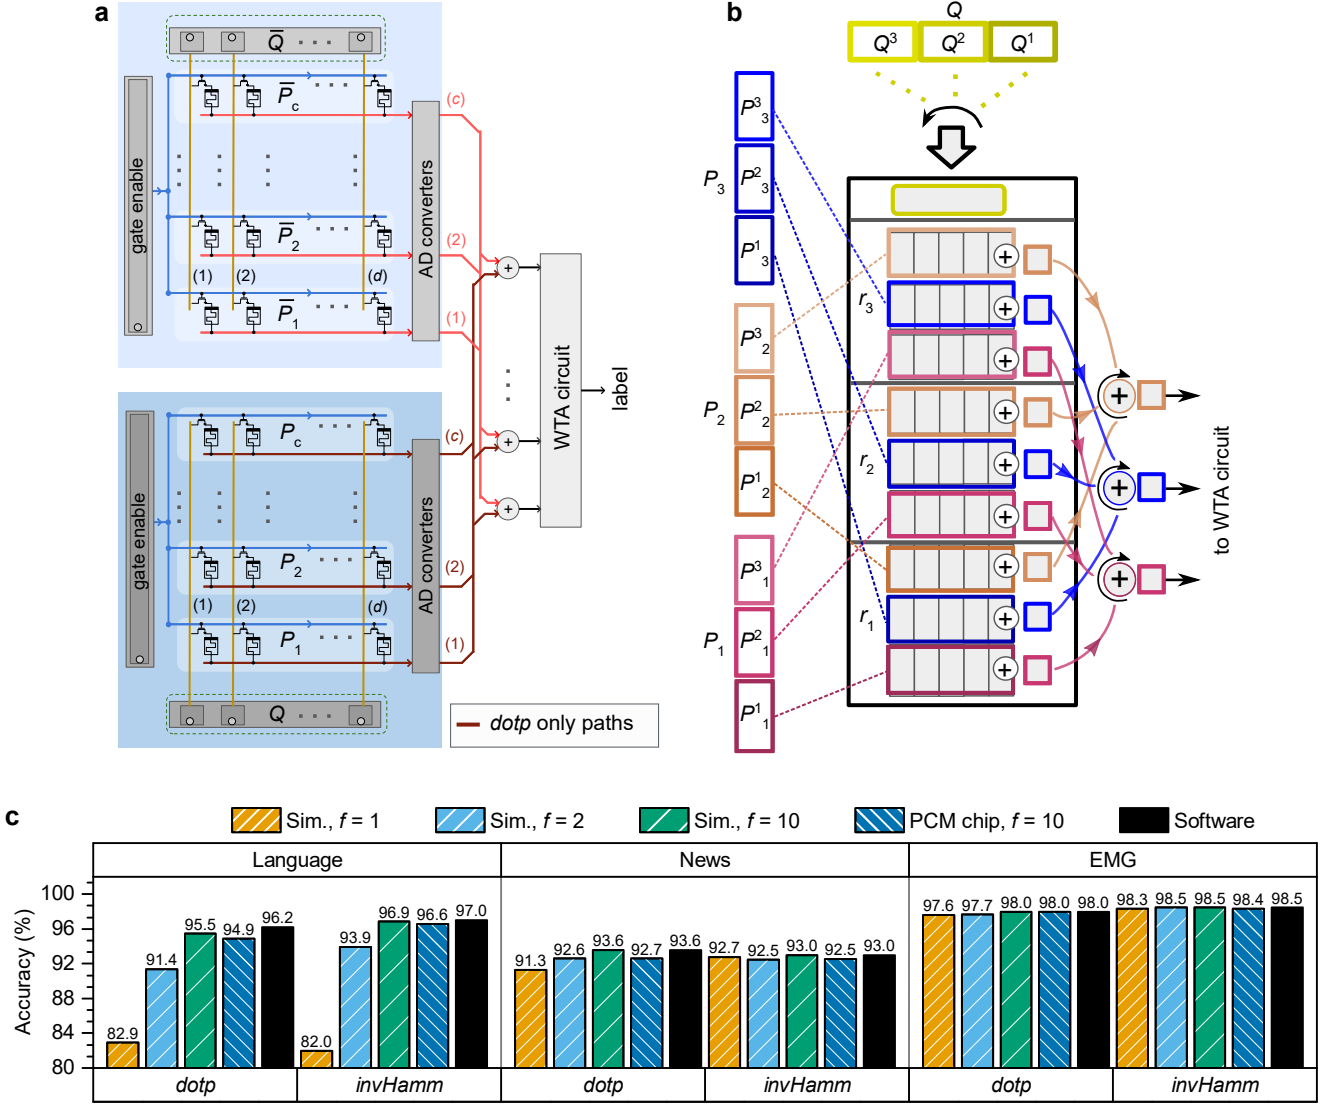 a
Q̅ ...
gate enable
P̅c ...
(c)
P̅2 ...
(2)
(1) (2) (d)
P̅1 ...
(1)
AD converters
gate enable
Pc ...
(c)
P2 ...
(2)
(1) (2) (d)
P1 ...
(1)
AD converters
Q ...
+
+
+
WTA circuit
label
dotp only paths
b
Q
Q3 Q2 Q1
P3
P33
P23
P13
P2
P32
P22
P12
P1
P31
P21
P11
r3
r2
r1
+
+
+
+
+
+
+
+
+
+
+
+
to WTA circuit
c
Sim., f = 1 Sim., f = 2 Sim., f = 10 PCM chip, f = 10 Software
Language News EMG
Accuracy (%)
100
96
92
88
84
80
82.9 91.4 95.5 94.9 96.2 82.0 93.9 96.9 96.6 97.0
91.3 92.6 93.6 92.7 93.6 92.7 92.5 93.0 92.5 93.0
97.6 97.7 98.0 98.0 98.0 98.3 98.5 98.5 98.4 98.5
dotp invHamm dotp invHamm dotp invHamm